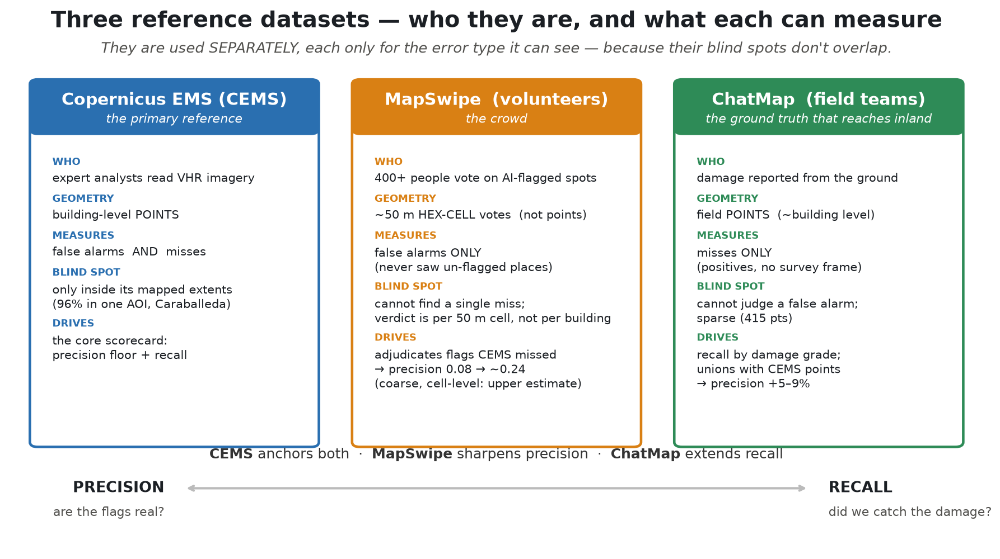 Three reference datasets — who they are, and what each can measure
They are used SEPARATELY, each only for the error type it can see — because their blind spots don't overlap.
Copernicus EMS (CEMS)
the primary reference
WHO
expert analysts read VHR imagery
GEOMETRY
building-level POINTS
MEASURES
false alarms  AND  misses
BLIND SPOT
only inside its mapped extents
(96% in one AOI, Caraballeda)
DRIVES
the core scorecard:
precision floor + recall
MapSwipe  (volunteers)
the crowd
WHO
400+ people vote on AI-flagged spots
GEOMETRY
~50 m HEX-CELL votes  (not points)
MEASURES
false alarms ONLY
(never saw un-flagged places)
BLIND SPOT
cannot find a single miss;
verdict is per 50 m cell, not per building
DRIVES
adjudicates flags CEMS missed
→ precision 0.08 → ~0.24
(coarse, cell-level: upper estimate)
ChatMap  (field teams)
the ground truth that reaches inland
WHO
damage reported from the ground
GEOMETRY
field POINTS  (~building level)
MEASURES
misses ONLY
(positives, no survey frame)
BLIND SPOT
cannot judge a false alarm;
sparse (415 pts)
DRIVES
recall by damage grade;
unions with CEMS points
→ precision +5–9%
CEMS anchors both  ·  MapSwipe sharpens precision  ·  ChatMap extends recall
PRECISION
are the flags real?
RECALL
did we catch the damage?